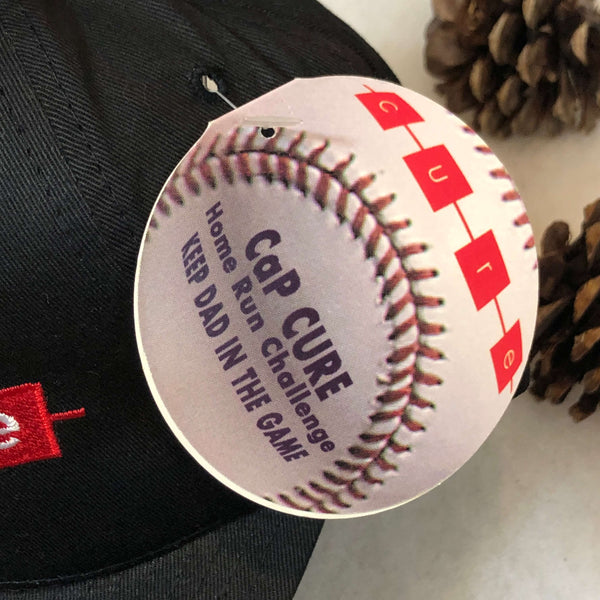 c u r e
CaP CURE
Home Run Challenge
KEEP DAD IN THE GAME
e